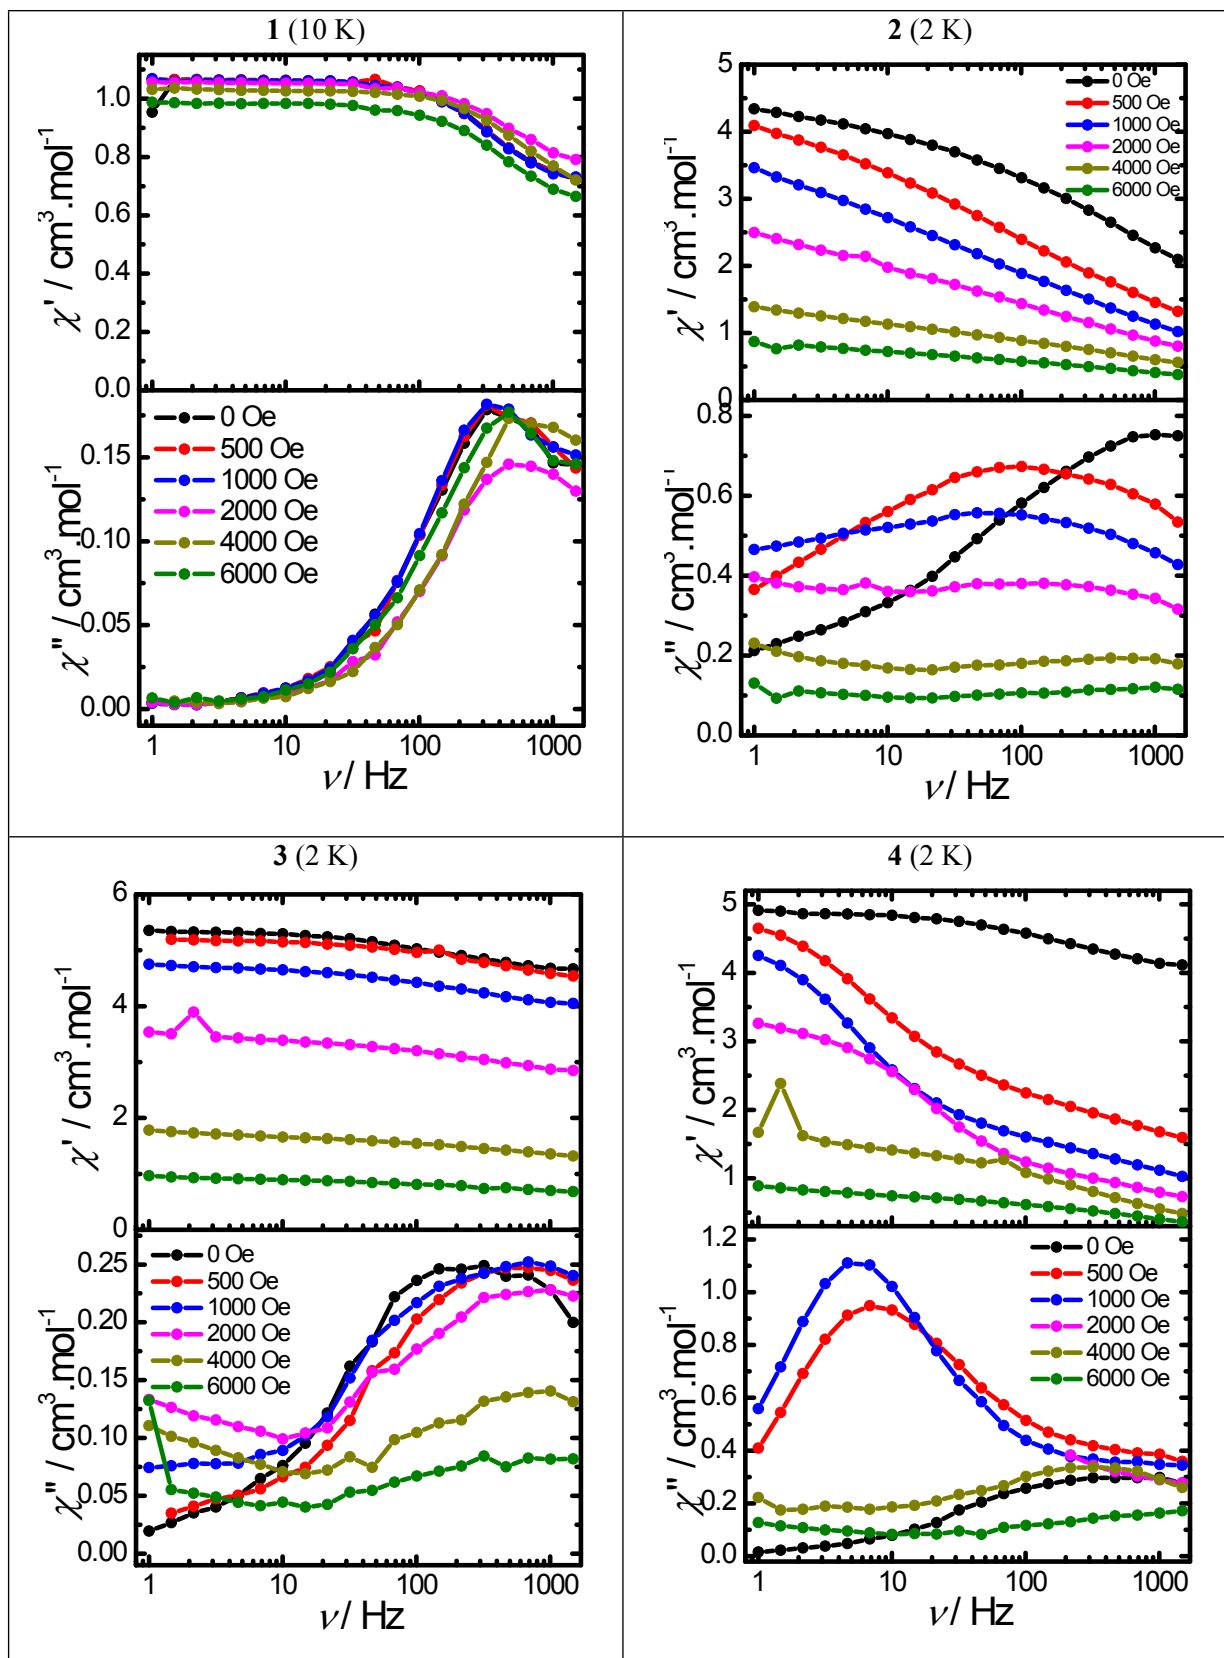 1 (10 K)
1.0
0.8
0.6
0.4
0.2
0.0
χ' / cm³.mol⁻¹
0.15
0.10
0.05
0.00
χ'' / cm³.mol⁻¹
0 Oe
500 Oe
1000 Oe
2000 Oe
4000 Oe
6000 Oe
1 10 100 1000
ν / Hz
2 (2 K)
5
4
3
2
1
0
χ' / cm³.mol⁻¹
0 Oe
500 Oe
1000 Oe
2000 Oe
4000 Oe
6000 Oe
0.8
0.6
0.4
0.2
0.0
χ'' / cm³.mol⁻¹
1 10 100 1000
ν / Hz
3 (2 K)
6
4
2
0
χ' / cm³.mol⁻¹
0.25
0.20
0.15
0.10
0.05
0.00
χ'' / cm³.mol⁻¹
0 Oe
500 Oe
1000 Oe
2000 Oe
4000 Oe
6000 Oe
1 10 100 1000
ν / Hz
4 (2 K)
5
4
3
2
1
χ' / cm³.mol⁻¹
1.2
1.0
0.8
0.6
0.4
0.2
0.0
χ'' / cm³.mol⁻¹
0 Oe
500 Oe
1000 Oe
2000 Oe
4000 Oe
6000 Oe
1 10 100 1000
ν / Hz